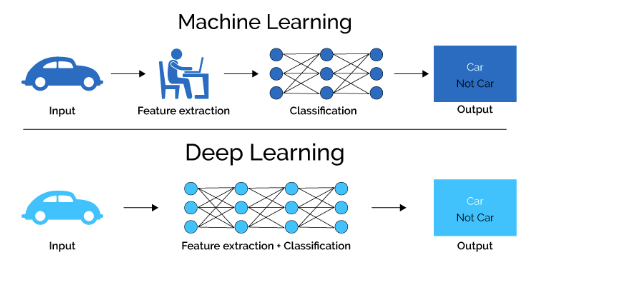 Machine Learning
Input
Feature extraction
Classification
Car
Not Car
Output
Deep Learning
Input
Feature extraction + Classification
Car
Not Car
Output